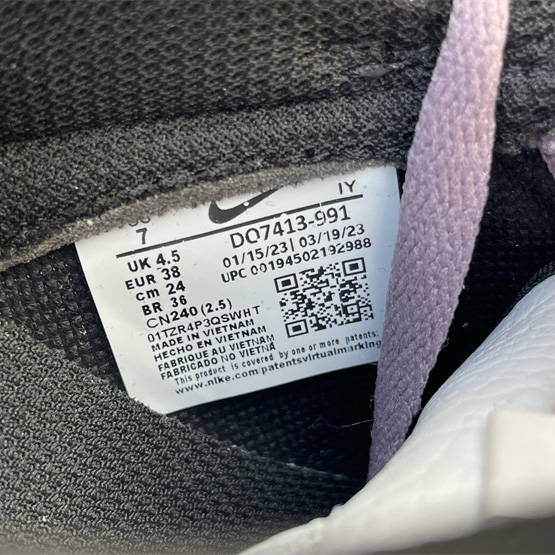 IY
7
DQ7413-991
UK 4.5
01/15/23| 03/19/23
EUR 38
UPC 00194502192988
cm 24
BR 36
CN240 (2.5)
01TZR4P3QSWHT
MADE IN VIETNAM
HECHO EN VIETNAM
FABRIQUE AU VIETNAM
FABRICADO NO VIETNÃ
This product is covered by one or more patents:
www.nike.com/patentsvirtualmarking